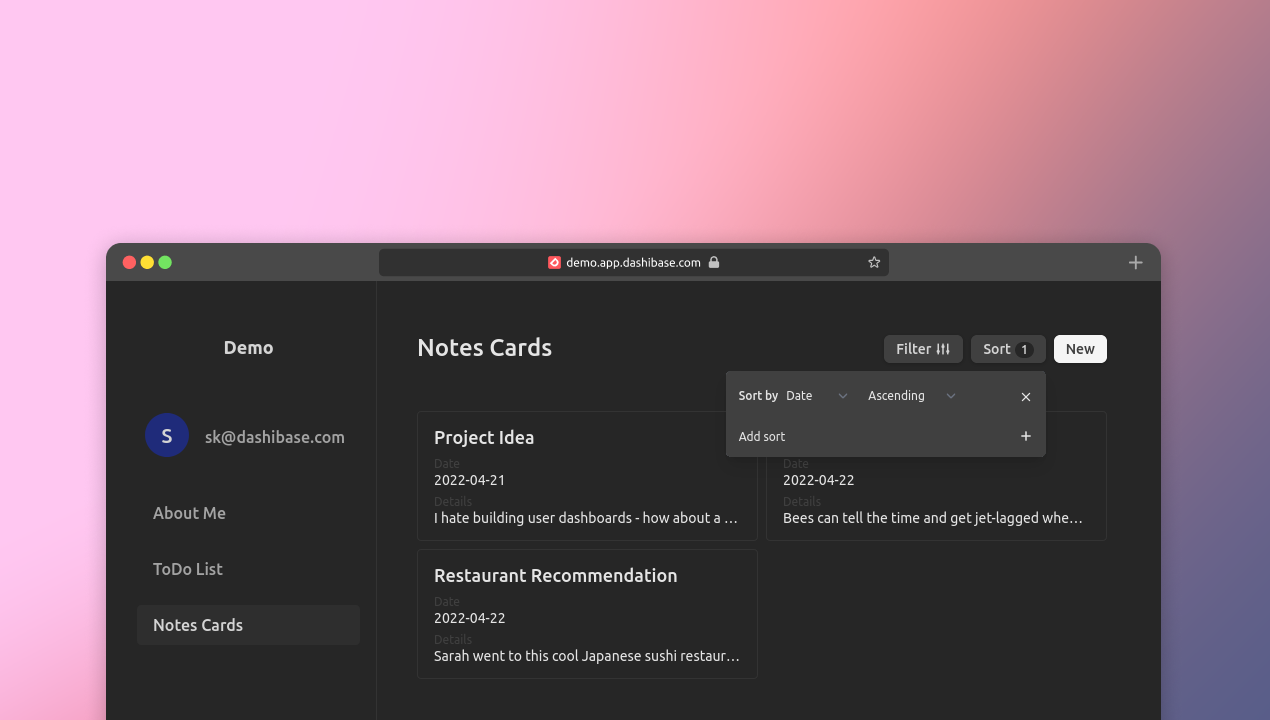 demo.app.dashibase.com
Demo
S
sk@dashibase.com
About Me
ToDo List
Notes Cards
Notes Cards
Filter
Sort 1
New
Sort by Date Ascending
Add sort
Project Idea
Date
2022-04-21
Details
I hate building user dashboards - how about a ...
Date
2022-04-22
Details
Bees can tell the time and get jet-lagged whe...
Restaurant Recommendation
Date
2022-04-22
Details
Sarah went to this cool Japanese sushi restaur...